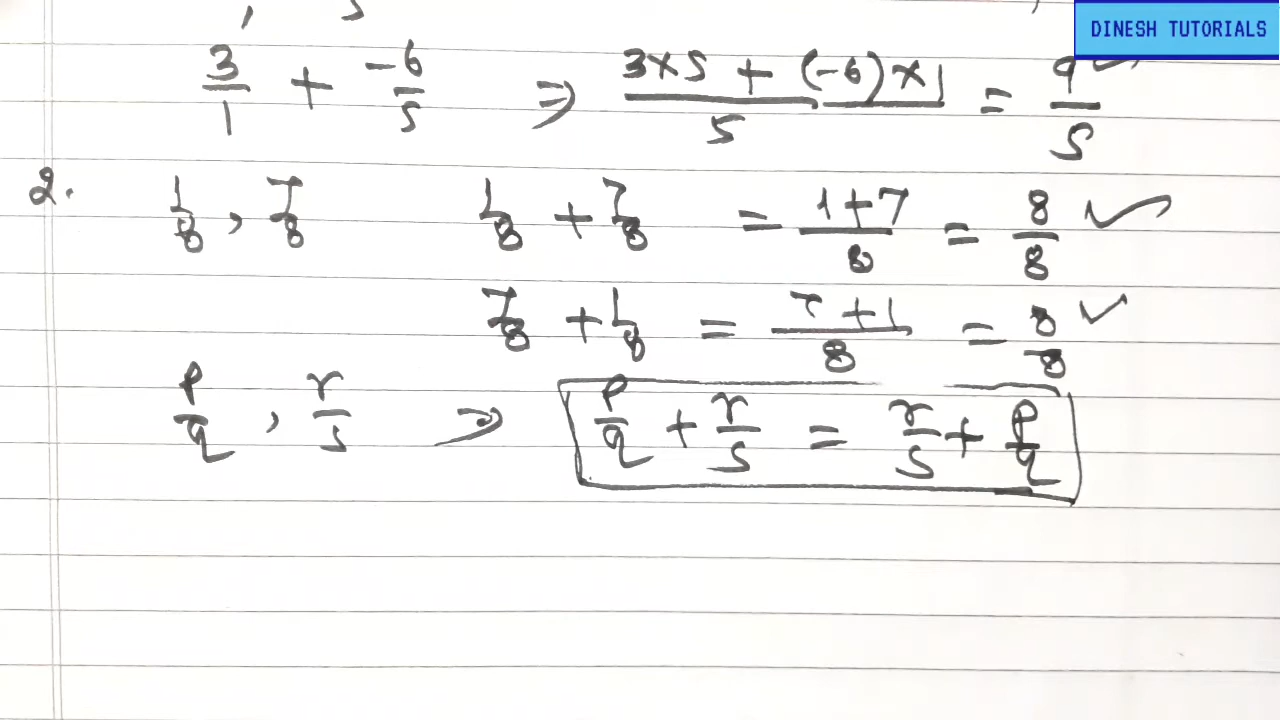 DINESH TUTORIALS
3/1 + -6/5 ⇒ 3×5 + (-6)×1 / 5 = 9/5 ✓
2. 1/8, 7/8 1/8 + 7/8 = 1+7/8 = 8/8 ✓
7/8 + 1/8 = 7+1/8 = 8/8 ✓
p/q, r/s ⇒ p/q + r/s = r/s + p/q